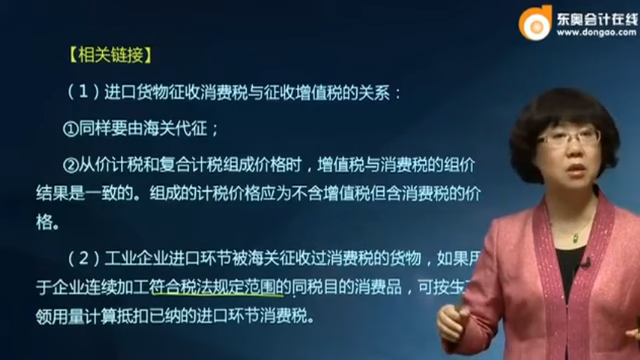 东奥会计在线
www.dongao.com
【相关链接】
（1）进口货物征收消费税与征收增值税的关系：
①同样要由海关代征；
②从价计税和复合计税组成价格时，增值税与消费税的组价
结果是一致的。组成的计税价格应为不含增值税但含消费税的价
格。
（2）工业企业进口环节被海关征收过消费税的货物，如果用
于企业连续加工符合税法规定范围的同税目的消费品，可按生
领用量计算抵扣已纳的进口环节消费税。